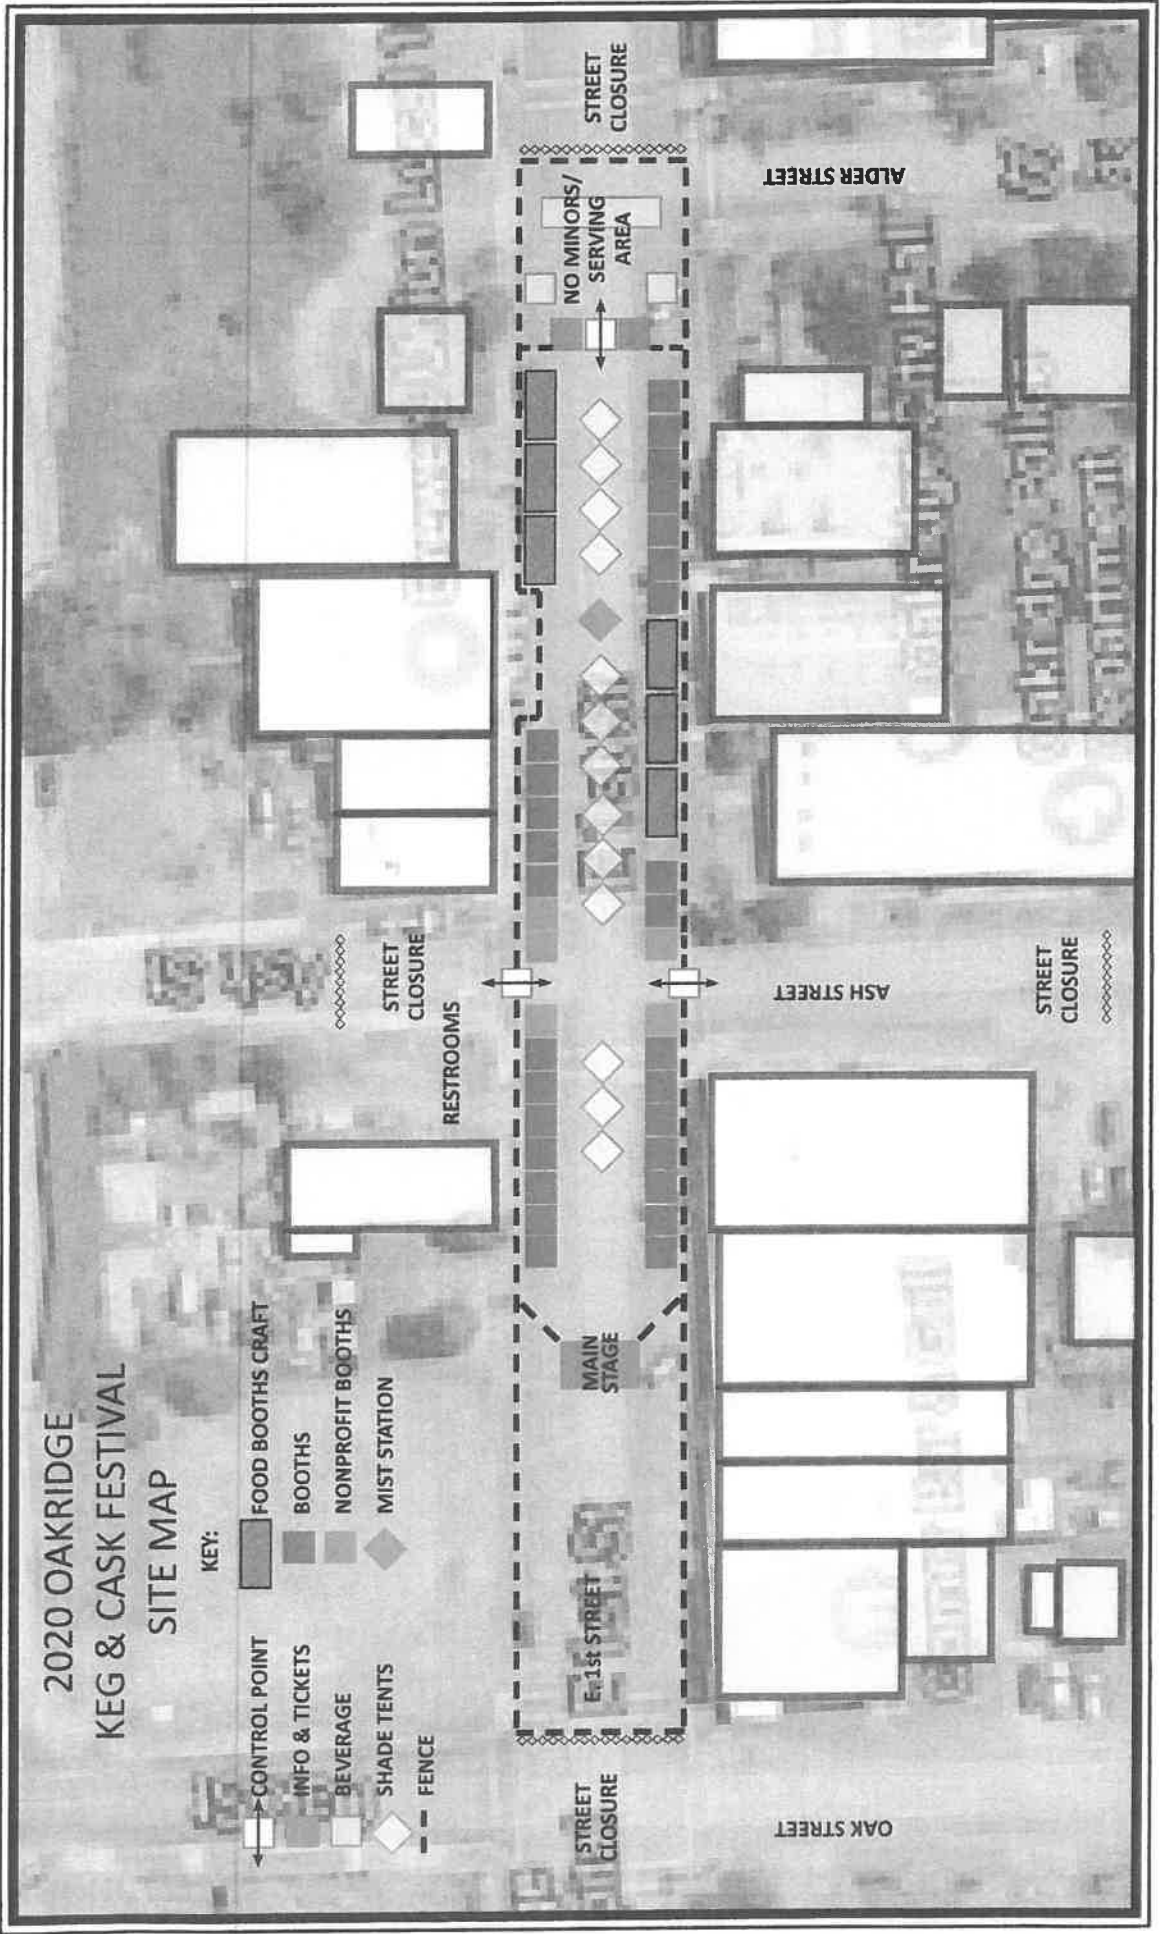 2020 OAKRIDGE
KEG & CASK FESTIVAL
SITE MAP
KEY:
CONTROL POINT
INFO & TICKETS
BEVERAGE
SHADE TENTS
FENCE
FOOD BOOTHS CRAFT
BOOTHS
NONPROFIT BOOTHS
MIST STATION
RESTROOMS
STREET
CLOSURE
STREET
CLOSURE
E. 1st STREET
MAIN
STAGE
NO MINORS/
SERVING
AREA
STREET
CLOSURE
OAK STREET
ASH STREET
ALDER STREET
STREET
CLOSURE